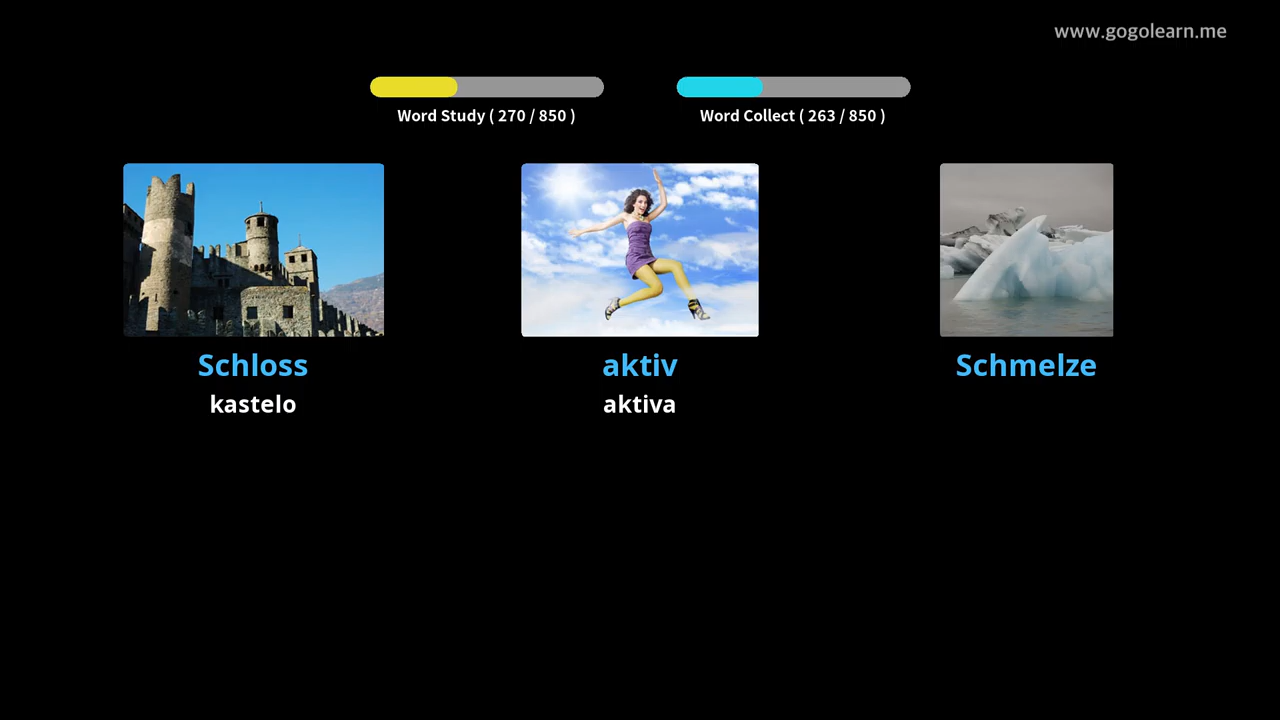 www.gogolearn.me
Word Study ( 270 / 850 )
Word Collect ( 263 / 850 )
Schloss
aktiv
Schmelze
kastelo
aktiva